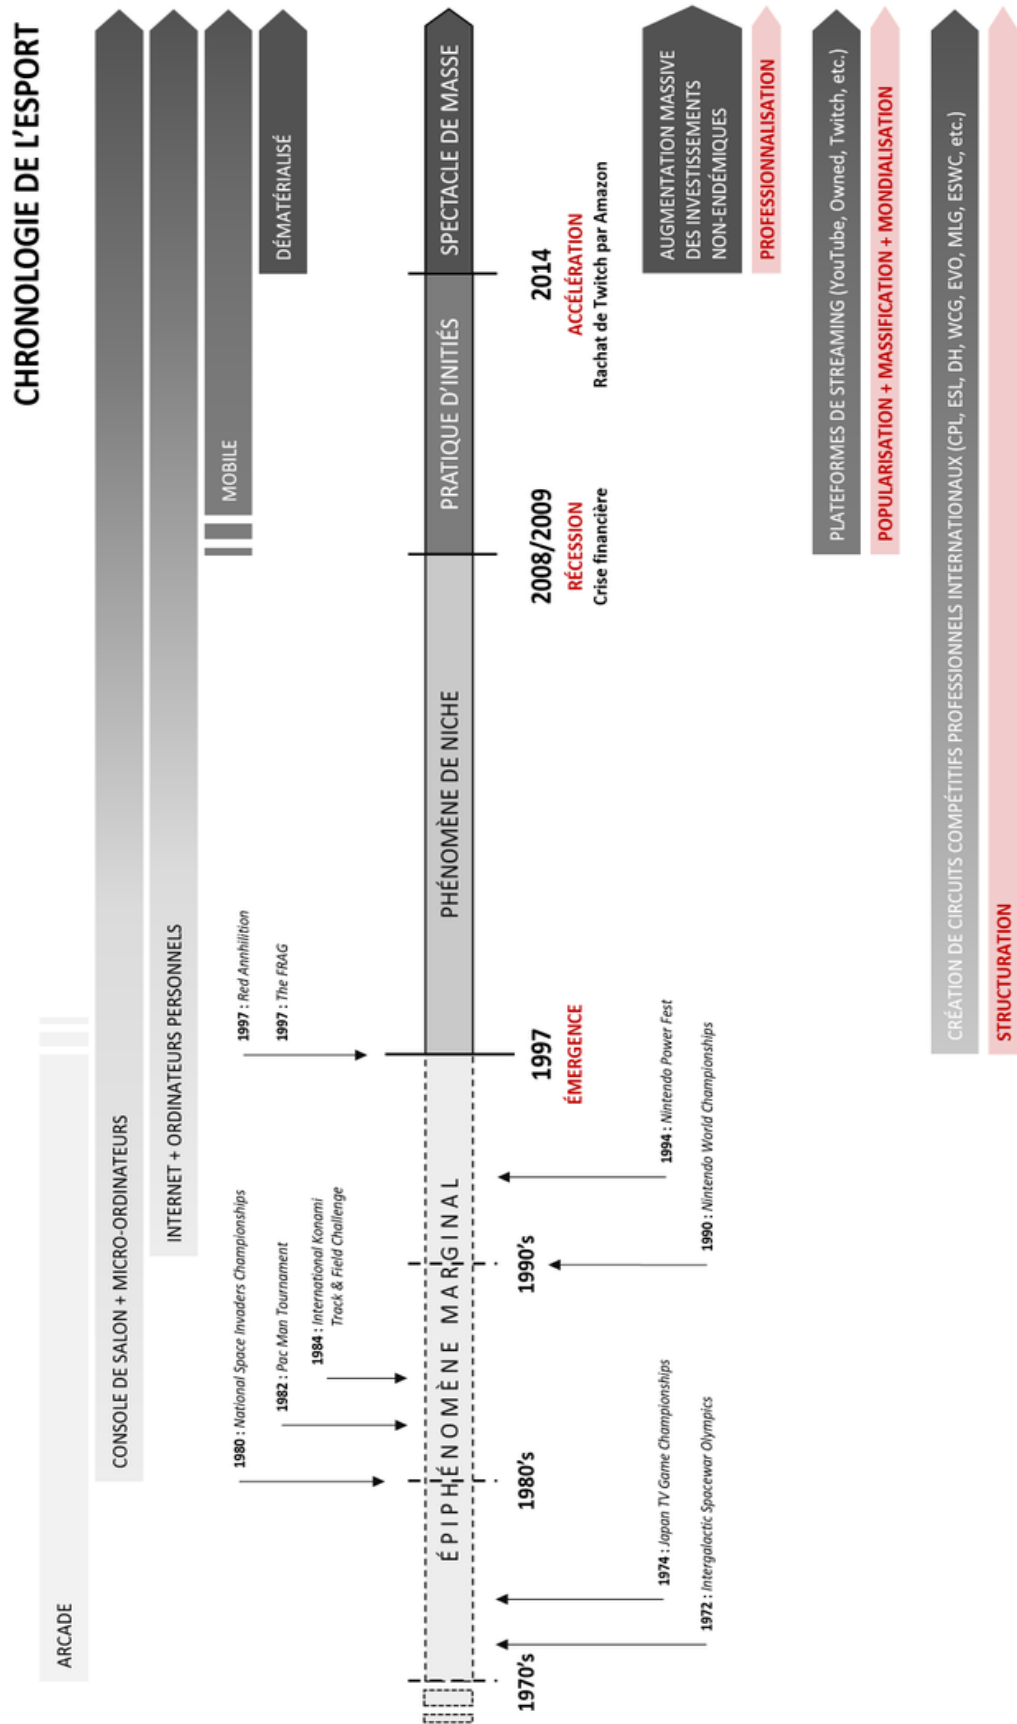 CHRONOLOGIE DE L'ESPORT
ARCADE
CONSOLE DE SALON + MICRO-ORDINATEURS
INTERNET + ORDINATEURS PERSONNELS
MOBILE
DÉMATÉRIALISÉ
1980 : National Space Invaders Championships
1982 : Pac Man Tournament
1984 : International Konami
Track & Field Challenge
1997 : Red Annhilition
1997 : The FRAG
ÉPIPHÉNOMÈNE MARGINAL
PHÉNOMÈNE DE NICHE
PRATIQUE D'INITIÉS
SPECTACLE DE MASSE
1970's
1980's
1990's
1997
ÉMERGENCE
2008/2009
RÉCESSION
Crise financière
2014
ACCÉLÉRATION
Rachat de Twitch par Amazon
1974 : Japan TV Game Championships
1972 : Intergalactic Spacewar Olympics
1994 : Nintendo Power Fest
1990 : Nintendo World Championships
AUGMENTATION MASSIVE
DES INVESTISSEMENTS
NON-ENDÉMIQUES
PROFESSIONNALISATION
PLATEFORMES DE STREAMING (YouTube, Owned, Twitch, etc.)
POPULARISATION + MASSIFICATION + MONDIALISATION
CRÉATION DE CIRCUITS COMPÉTITIFS PROFESSIONNELS INTERNATIONAUX (CPL, ESL, DH, WCG, EVO, MLG, ESWC, etc.)
STRUCTURATION